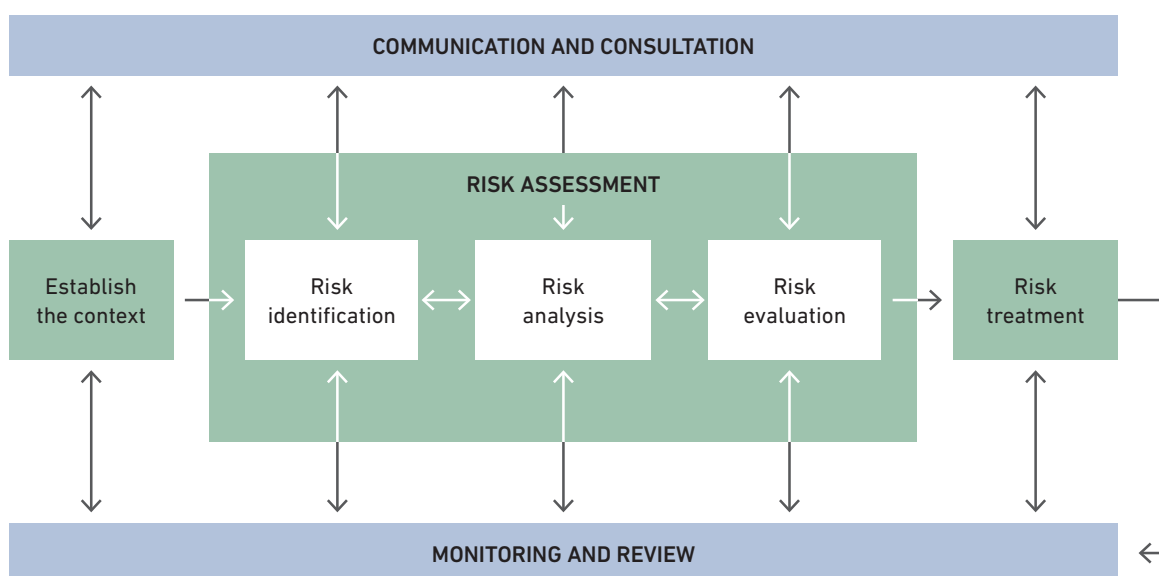 COMMUNICATION AND CONSULTATION
RISK ASSESSMENT
Establish
the context
Risk
identification
Risk
analysis
Risk
evaluation
Risk
treatment
MONITORING AND REVIEW